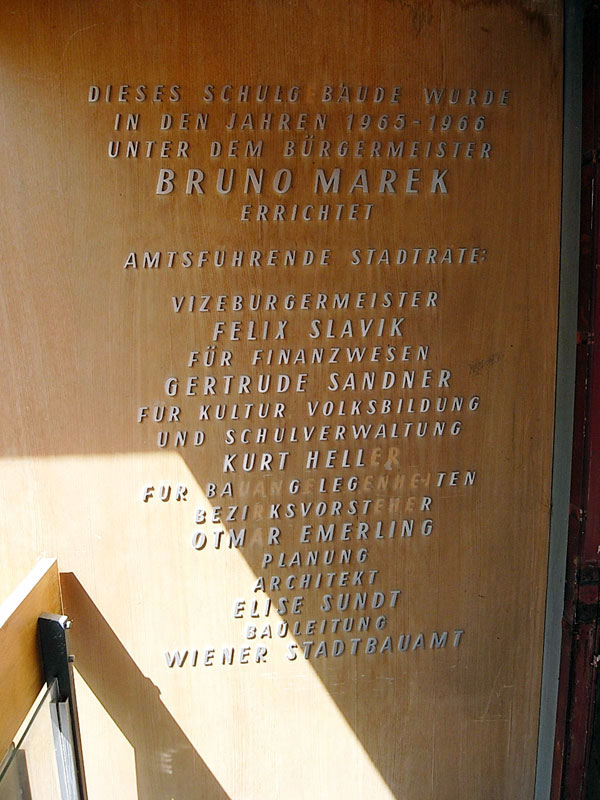 DIESES SCHULG BÄUDE WURDE
IN DEN JAHREN 1965-1966
UNTER DEM BÜRGERMEISTER
BRUNO MAREK
ERRICHTET
AMTSFÜHRENDE STADTRÄTE:
VIZEBÜRGERMEISTER
FELIX SLAVIK
FÜR FINANZWESEN
GERTRUDE SANDNER
FÜR KULTUR VOLKSBILDUNG
UND SCHULVERWALTUNG
KURT HELLER
FÜR BAUANGELEGENHEITEN
BEZIRKSVORSTEHER
OTMAR EMERLING
PLANUNG
ARCHITEKT
ELISE SUNDT
BAULEITUNG
WIENER STADTBAUAMT